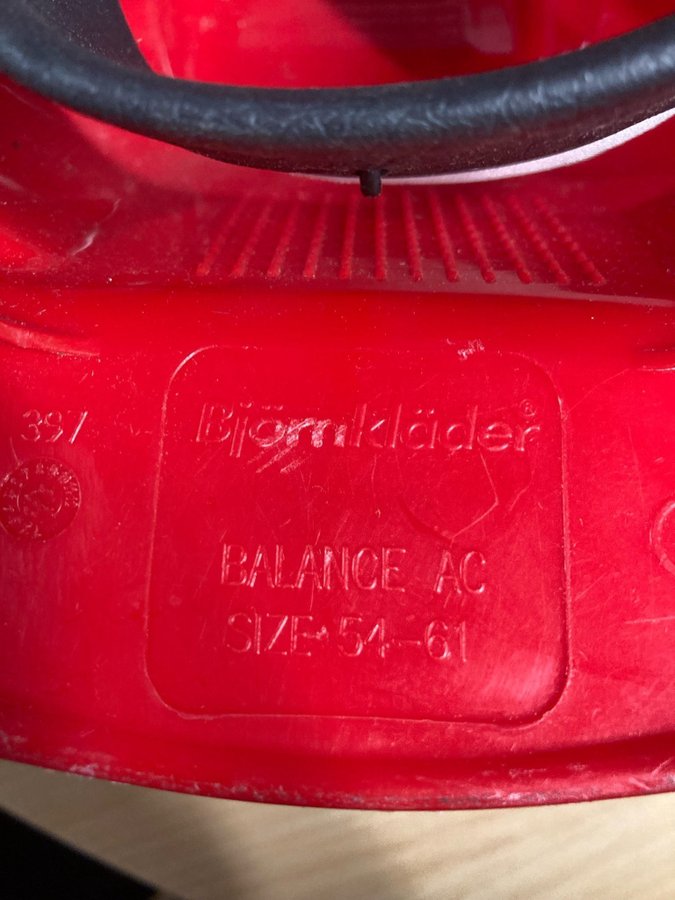 Björnkläder®
397
BALANCE AC
SIZE 54-61